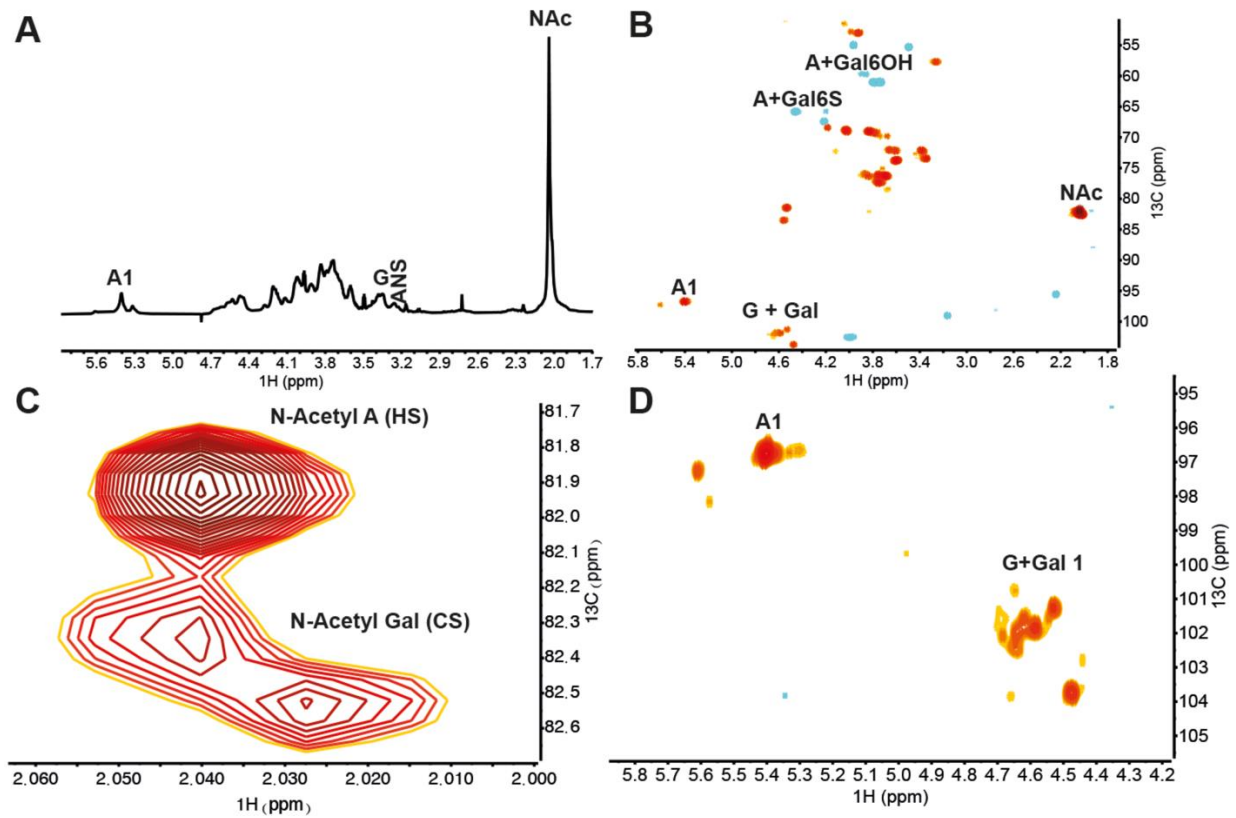 A
NAc
A1
G
ANS
5.6 5.3 5.0 4.7 4.4 4.1 3.8 3.5 3.2 2.9 2.6 2.3 2.0 1.7
1H (ppm)
B
A+Gal6OH
A+Gal6S
NAc
A1
G + Gal
55
60
65
70
75
80
85
90
95
100
13C (ppm)
5.8 5.4 5.0 4.6 4.2 3.8 3.4 3.0 2.6 2.2 1.8
1H (ppm)
C
N-Acetyl A (HS)
N-Acetyl Gal (CS)
81.7
81.8
81.9
82.0
82.1
82.2
82.3
82.4
82.5
82.6
13C (ppm)
2.060 2.050 2.040 2.030 2.020 2.010 2.000
1H (ppm)
D
A1
G+Gal 1
95
96
97
98
99
100
101
102
103
104
105
13C (ppm)
5.8 5.7 5.6 5.5 5.4 5.3 5.2 5.1 5.0 4.9 4.8 4.7 4.6 4.5 4.4 4.3 4.2
1H (ppm)